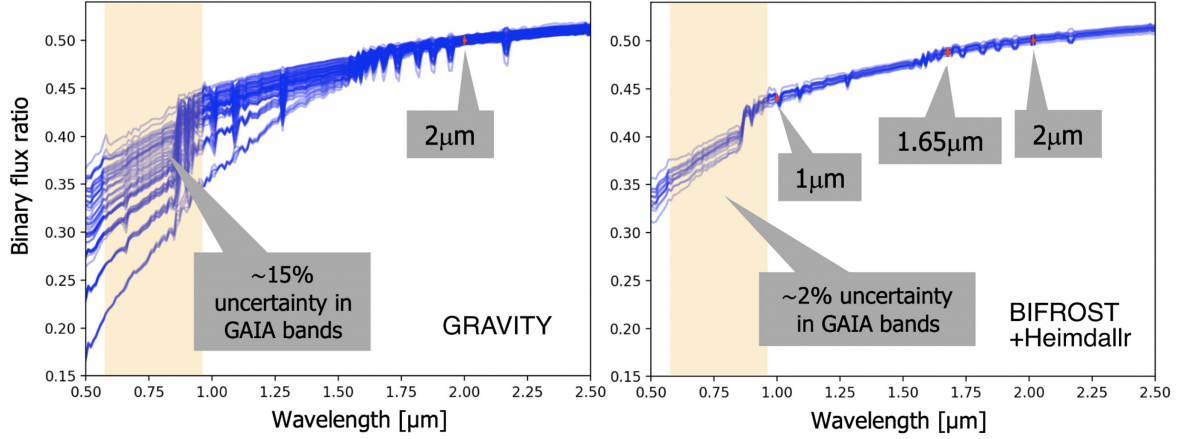 Binary flux ratio
0.50
0.45
0.40
0.35
0.30
0.25
0.20
0.15
0.50
0.75
1.00
1.25
1.50
1.75
2.00
2.25
2.50
Wavelength [μm]
2μm
~15%
uncertainty in
GAIA bands
GRAVITY
0.50
0.45
0.40
0.35
0.30
0.25
0.20
0.15
0.50
0.75
1.00
1.25
1.50
1.75
2.00
2.25
2.50
Wavelength [μm]
1μm
1.65μm
2μm
~2% uncertainty
in GAIA bands
BIFROST
+Heimdallr